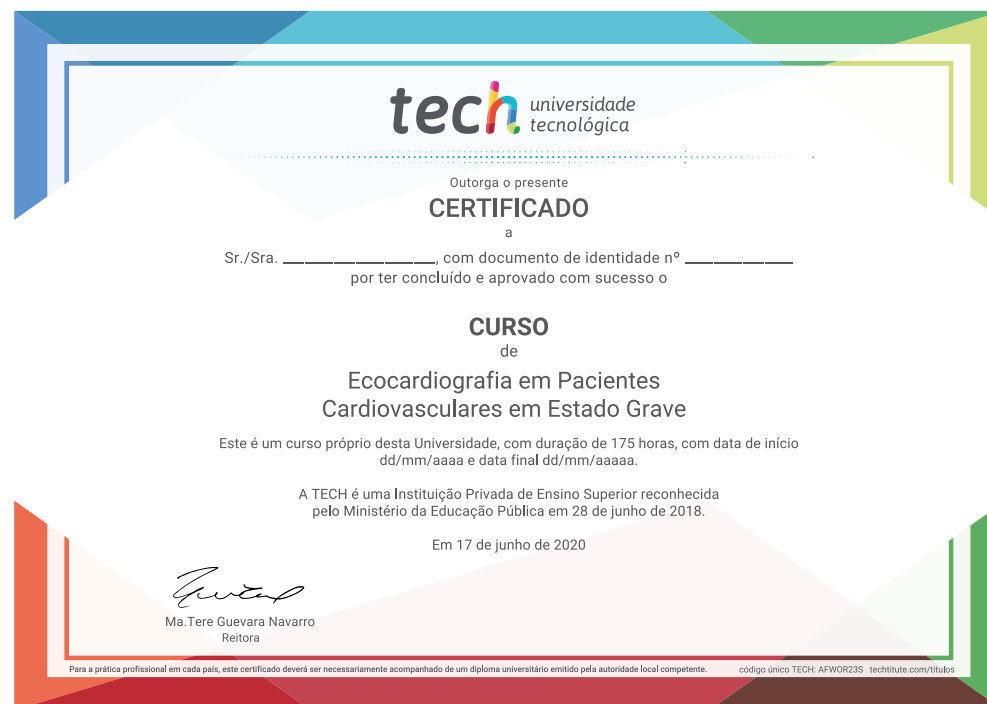 tech universidade
tecnológica
Outorga o presente
CERTIFICADO
a
Sr./Sra. ________________, com documento de identidade nº ____________
por ter concluído e aprovado com sucesso o
CURSO
de
Ecocardiografia em Pacientes
Cardiovasculares em Estado Grave
Este é um curso próprio desta Universidade, com duração de 175 horas, com data de início
dd/mm/aaaa e data final dd/mm/aaaaa.
A TECH é uma Instituição Privada de Ensino Superior reconhecida
pelo Ministério da Educação Pública em 28 de junho de 2018.
Em 17 de junho de 2020
Ma.Tere Guevara Navarro
Reitora
Para a prática profissional em cada país, este certificado deverá ser necessariamente acompanhado de um diploma universitário emitido pela autoridade local competente.
código único TECH: AFWOR23S techtitute.com/titulos